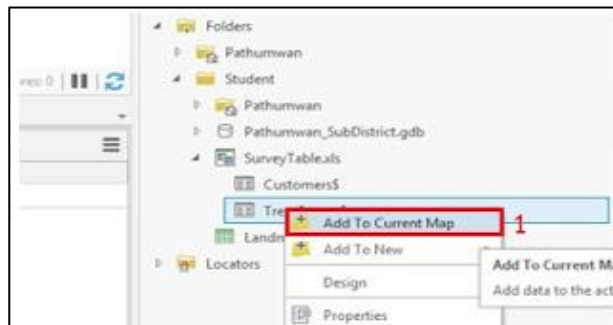 Folders
Pathumwan
Student
Pathumwan
Pathumwan_SubDistrict.gdb
SurveyTable.xls
Customers$
Add To Current Map 1
Add To New
Locators
Add To Current
Design
Add data to the
Properties